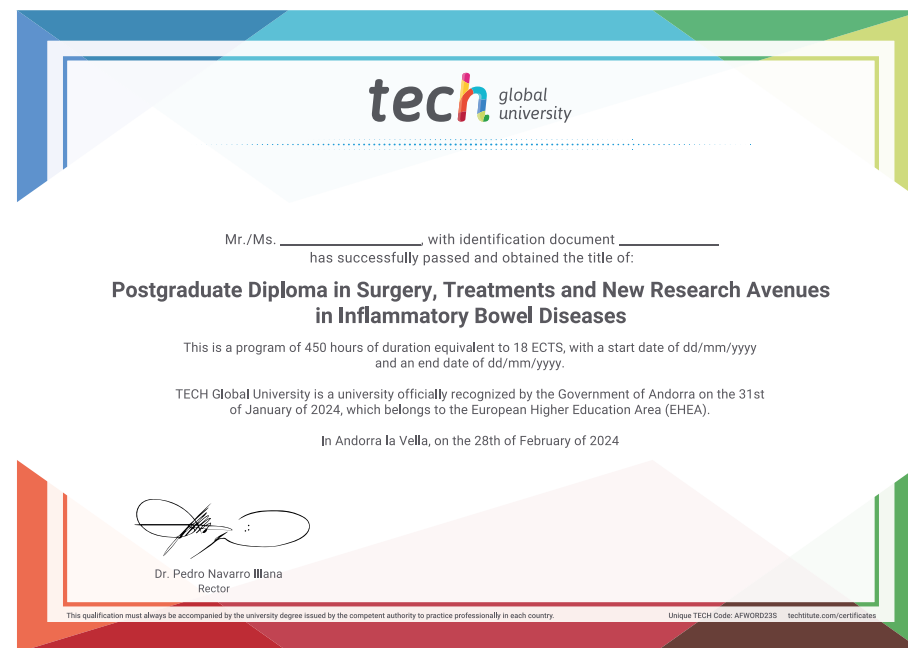 tech global
university
Mr./Ms. ____________, with identification document ____________
has successfully passed and obtained the title of:
Postgraduate Diploma in Surgery, Treatments and New Research Avenues
in Inflammatory Bowel Diseases
This is a program of 450 hours of duration equivalent to 18 ECTS, with a start date of dd/mm/yyyy
and an end date of dd/mm/yyyy.
TECH Global University is a university officially recognized by the Government of Andorra on the 31st
of January of 2024, which belongs to the European Higher Education Area (EHEA).
In Andorra la Vella, on the 28th of February of 2024
Dr. Pedro Navarro Illana
Rector
This qualification must always be accompanied by the university degree issued by the competent authority to practice professionally in each country.
Unique TECH Code: AFWORD23S techtitute.com/certificates